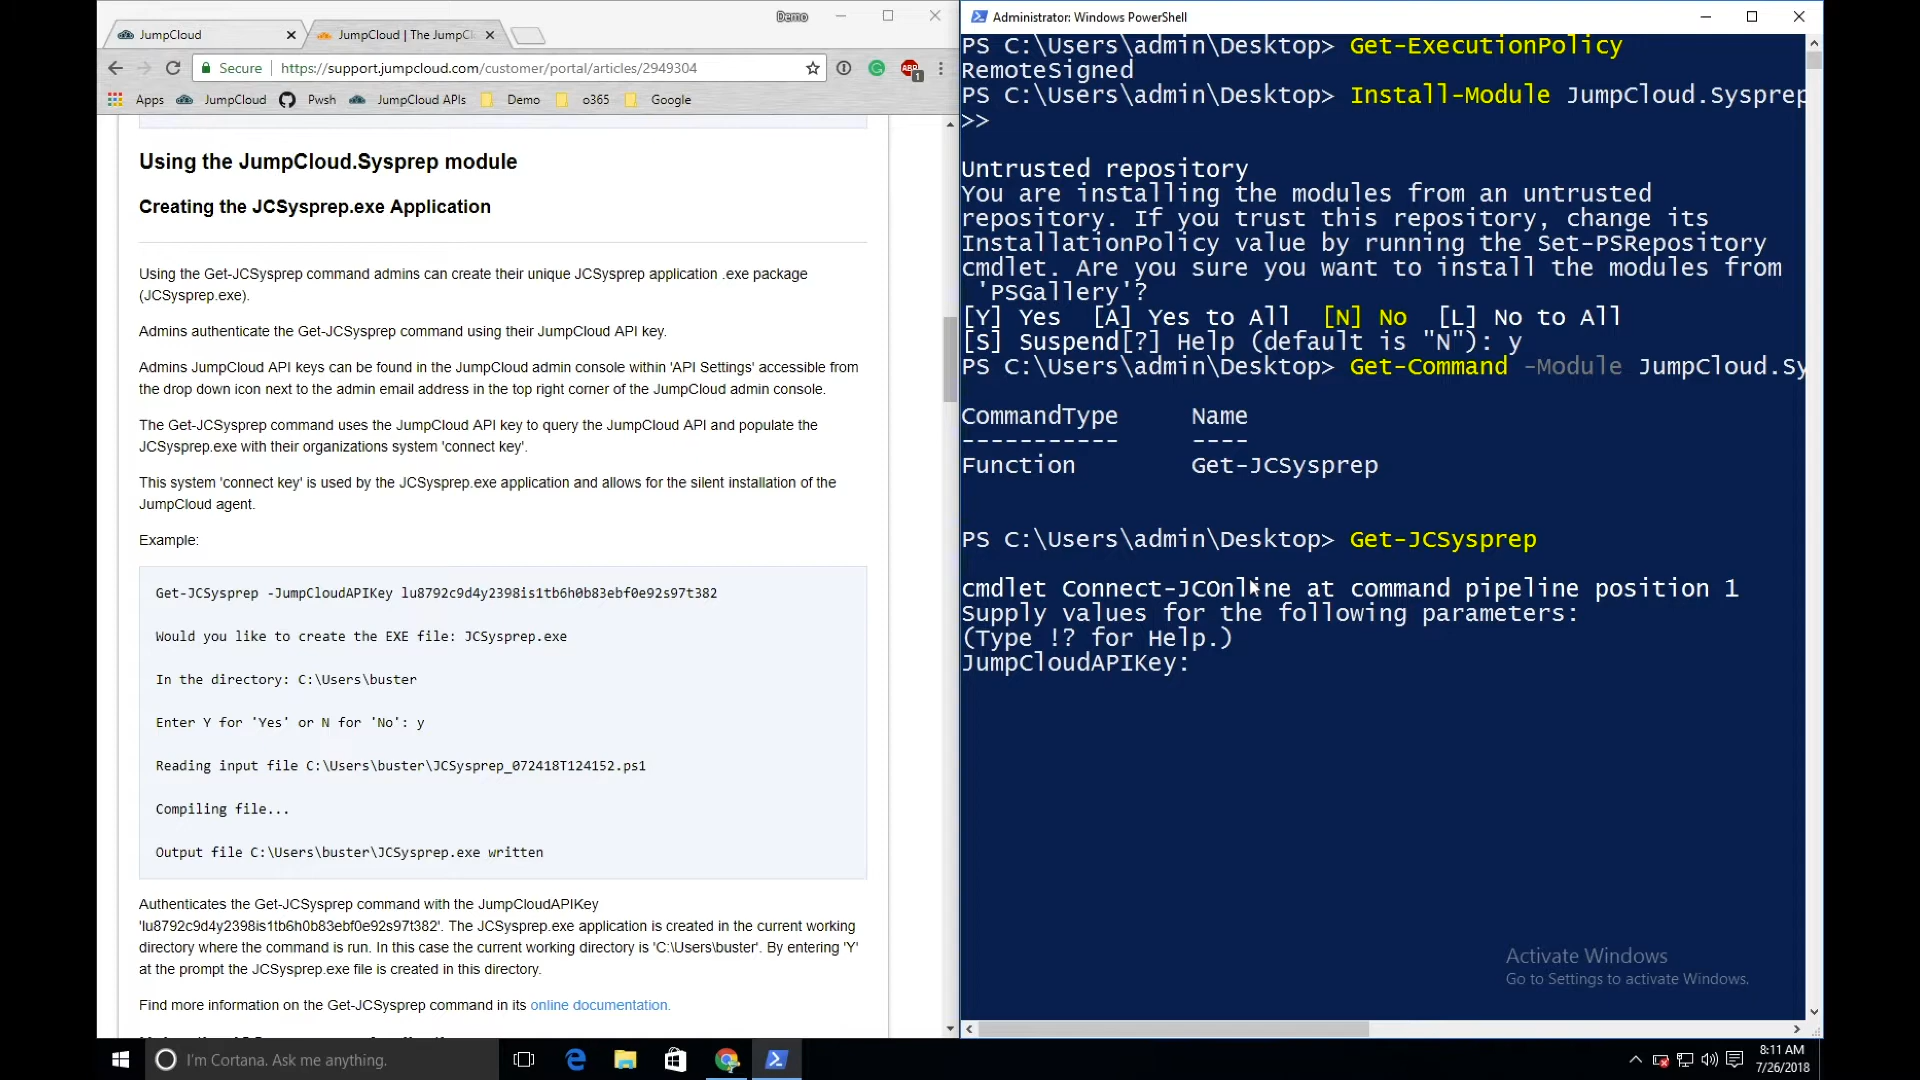 Demo
JumpCloud
JumpCloud | The JumpCl
Secure
https://support.jumpcloud.com/customer/portal/articles/2949304
ABP
1
Apps
JumpCloud
Pwsh
JumpCloud APIs
Demo
o365
Google
Using the JumpCloud.Sysprep module
Creating the JCSysprep.exe Application
Using the Get-JCSysprep command admins can create their unique JCSysprep application .exe package
(JCSysprep.exe).
Admins authenticate the Get-JCSysprep command using their JumpCloud API key.
Admins JumpCloud API keys can be found in the JumpCloud admin console within 'API Settings' accessible from
the drop down icon next to the admin email address in the top right corner of the JumpCloud admin console.
The Get-JCSysprep command uses the JumpCloud API key to query the JumpCloud API and populate the
JCSysprep.exe with their organizations system 'connect key'.
This system 'connect key' is used by the JCSysprep.exe application and allows for the silent installation of the
JumpCloud agent.
Example:
Get-JCSysprep -JumpCloudAPIKey lu8792c9d4y2398is1tb6h0b83ebf0e92s97t382
Would you like to create the EXE file: JCSysprep.exe
In the directory: C:\Users\buster
Enter Y for 'Yes' or N for 'No': y
Reading input file C:\Users\buster\JCSysprep_072418T124152.ps1
Compiling file...
Output file C:\Users\buster\JCSysprep.exe written
Authenticates the Get-JCSysprep command with the JumpCloudAPIKey
'lu8792c9d4y2398is1tb6h0b83ebf0e92s97t382'. The JCSysprep.exe application is created in the current working
directory where the command is run. In this case the current working directory is 'C:\Users\buster'. By entering 'Y'
at the prompt the JCSysprep.exe file is created in this directory.
Find more information on the Get-JCSysprep command in its online documentation.
Administrator: Windows PowerShell
PS C:\Users\admin\Desktop> Get-ExecutionPolicy
RemoteSigned
PS C:\Users\admin\Desktop> Install-Module JumpCloud.Sysprep
>>
Untrusted repository
You are installing the modules from an untrusted
repository. If you trust this repository, change its
InstallationPolicy value by running the Set-PSRepository
cmdlet. Are you sure you want to install the modules from
'PSGallery'?
[Y] Yes [A] Yes to All [N] No [L] No to All
[S] Suspend[?] Help (default is "N"): y
PS C:\Users\admin\Desktop> Get-Command -Module JumpCloud.Sy
CommandType Name
----------- ----
Function Get-JCSysprep
PS C:\Users\admin\Desktop> Get-JCSysprep
cmdlet Connect-JCOnline at command pipeline position 1
Supply values for the following parameters:
(Type !? for Help.)
JumpCloudAPIKey:
Activate Windows
Go to Settings to activate Windows.
I'm Cortana. Ask me anything.
8:11 AM
7/26/2018